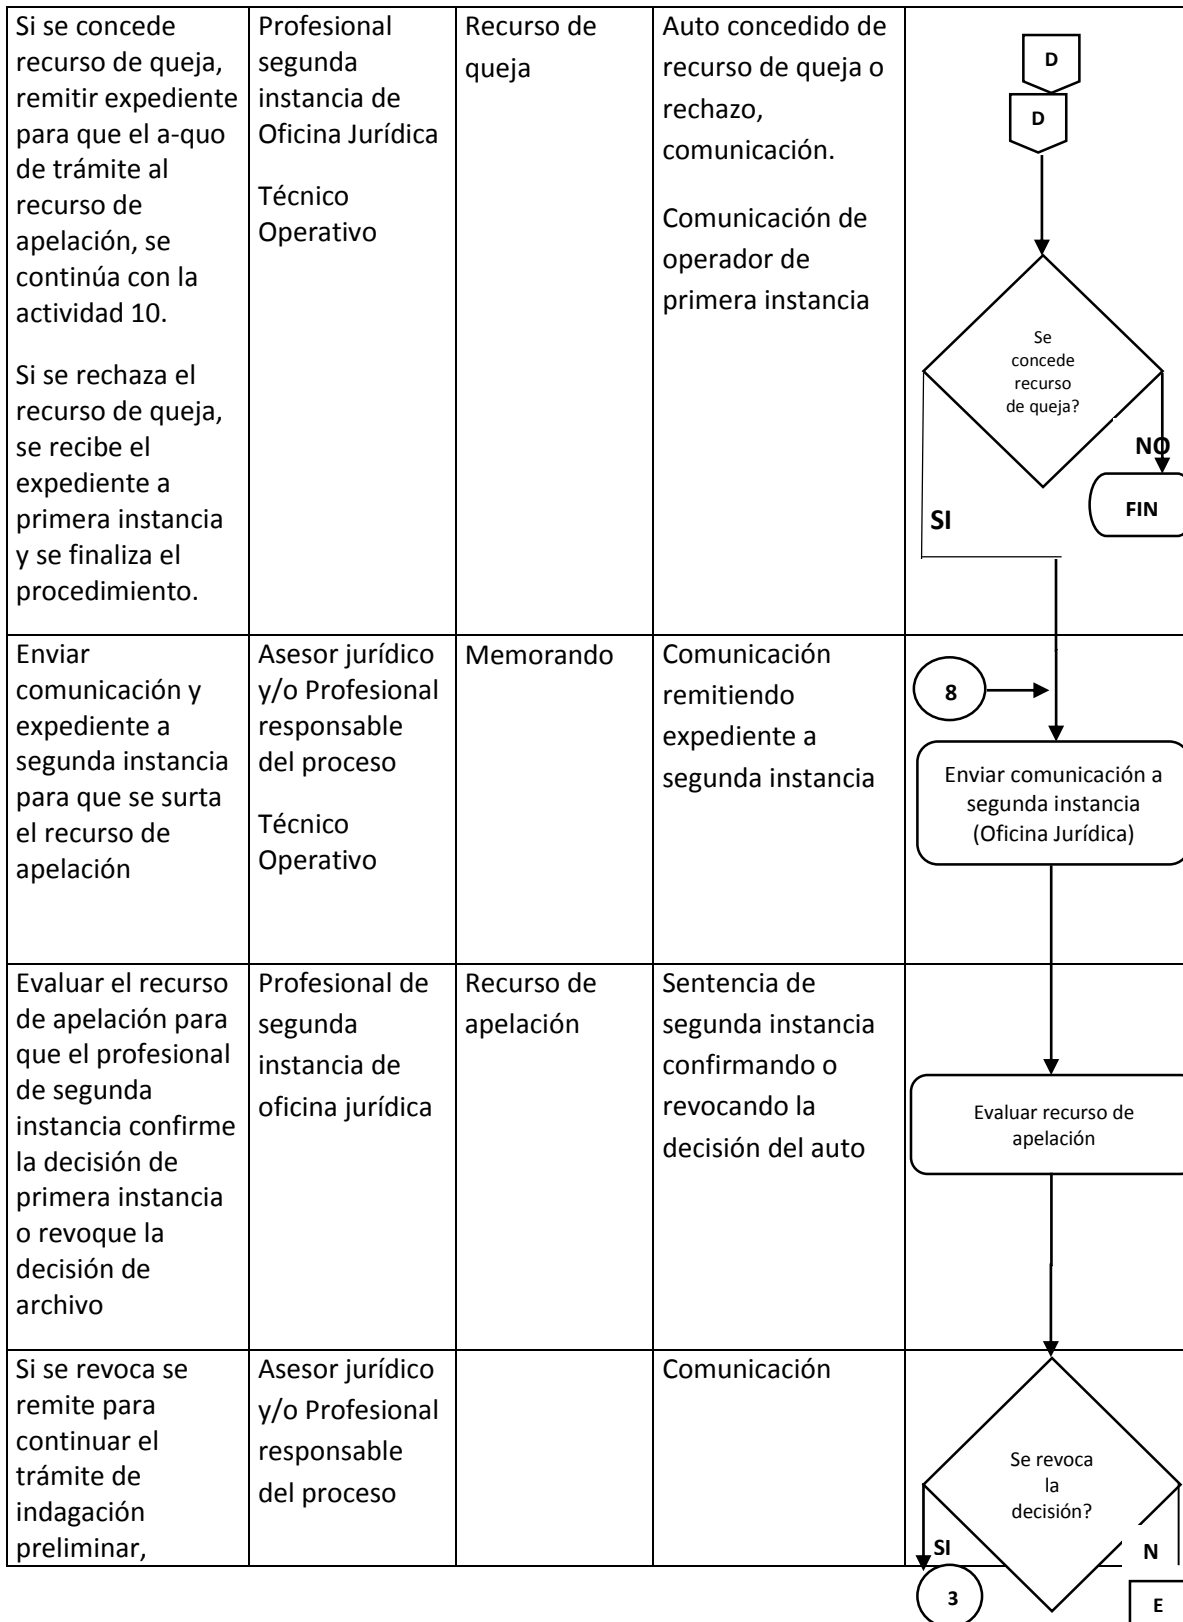 Si se concede
recurso de queja,
remitir expediente
para que el a-quo
de trámite al
recurso de
apelación, se
continúa con la
actividad 10.
Si se rechaza el
recurso de queja,
se recibe el
expediente a
primera instancia
y se finaliza el
procedimiento.
Profesional
segunda
instancia de
Oficina Jurídica
Técnico
Operativo
Recurso de
queja
Auto concedido de
recurso de queja o
rechazo,
comunicación.
Comunicación de
operador de
primera instancia
D
D
Se
concede
recurso
de queja?
NO
SI
FIN
Enviar
comunicación y
expediente a
segunda instancia
para que se surta
el recurso de
apelación
Asesor jurídico
y/o Profesional
responsable
del proceso
Técnico
Operativo
Memorando
Comunicación
remitiendo
expediente a
segunda instancia
8
Enviar comunicación a
segunda instancia
(Oficina Jurídica)
Evaluar el recurso
de apelación para
que el profesional
de segunda
instancia confirme
la decisión de
primera instancia
o revoque la
decisión de
archivo
Profesional de
segunda
instancia de
oficina jurídica
Recurso de
apelación
Sentencia de
segunda instancia
confirmando o
revocando la
decisión del auto
Evaluar recurso de
apelación
Si se revoca se
remite para
continuar el
trámite de
indagación
preliminar,
Asesor jurídico
y/o Profesional
responsable
del proceso
Comunicación
Se revoca
la
decisión?
SI
N
3
E